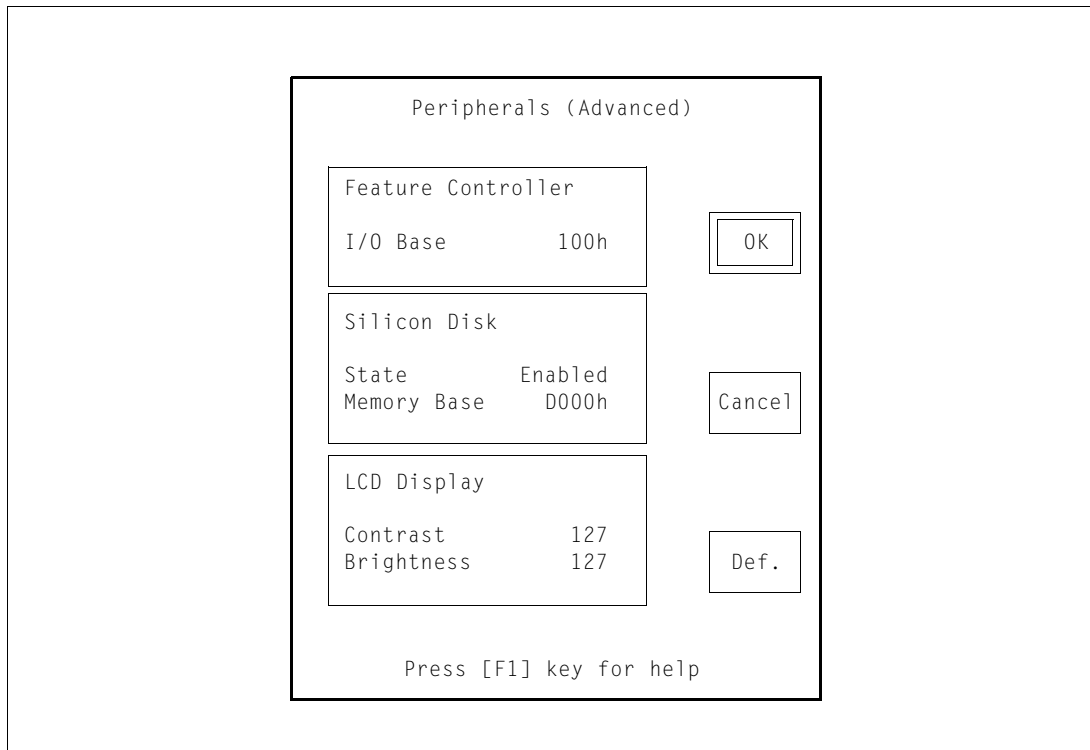 Peripherals (Advanced)
Feature Controller
I/O Base 100h
OK
Silicon Disk
State Enabled
Memory Base D000h
Cancel
LCD Display
Contrast 127
Brightness 127
Def.
Press [F1] key for help